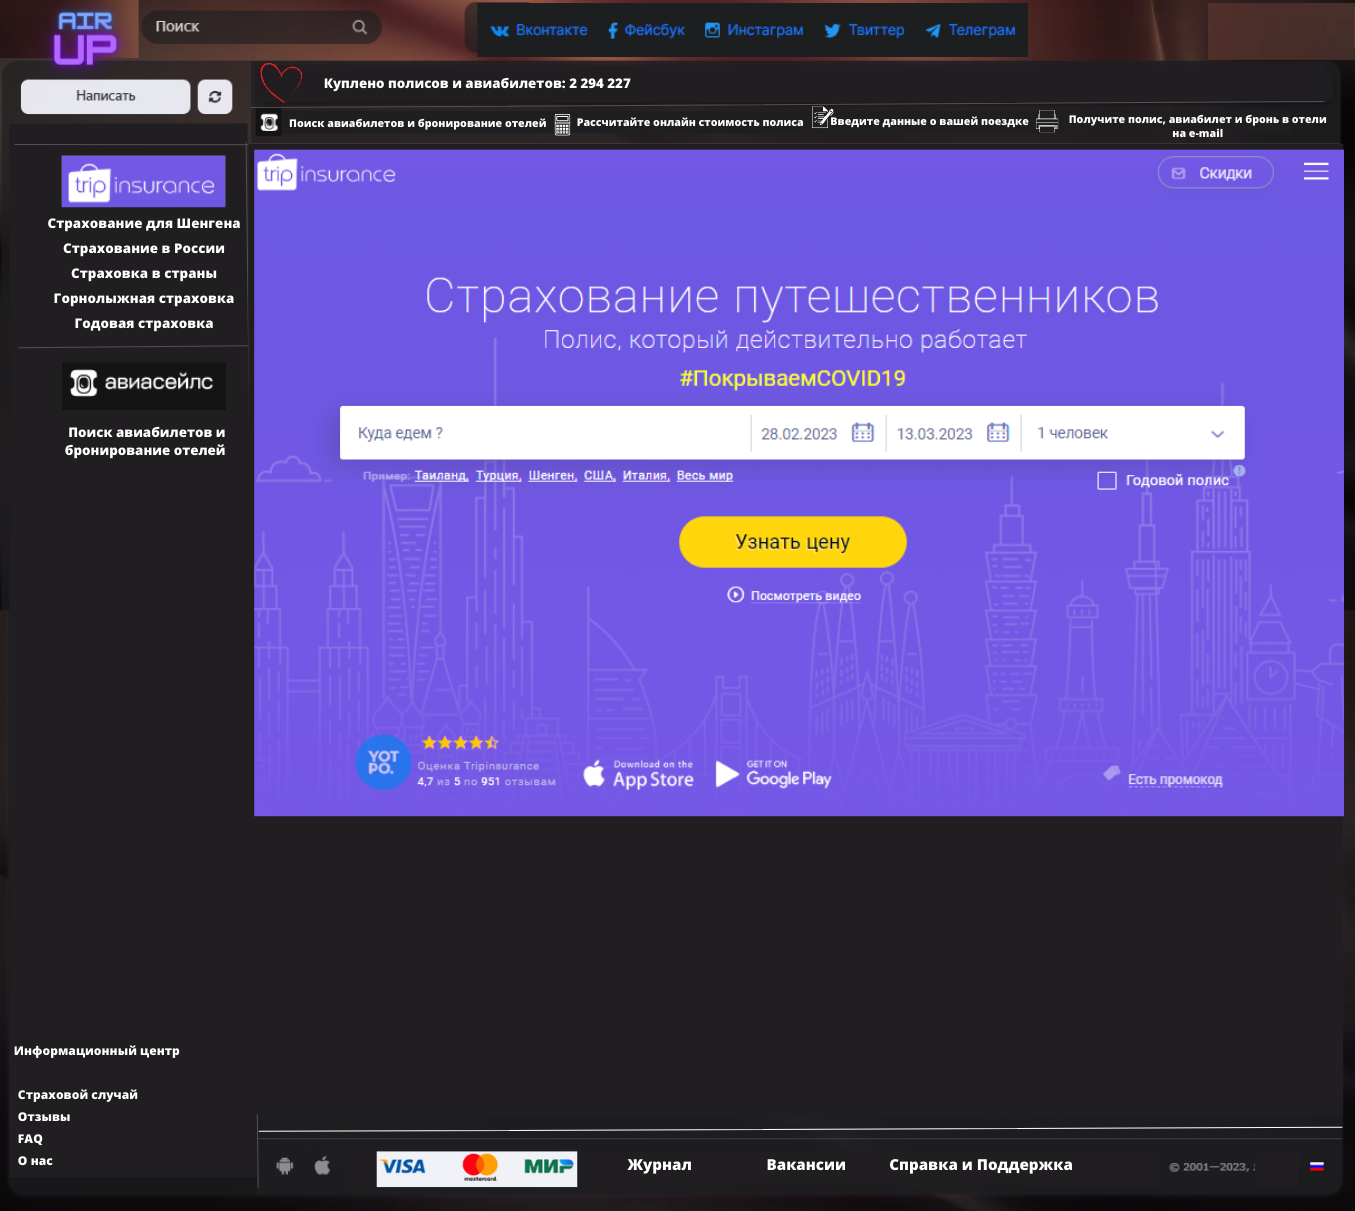 AIR
UP
Поиск
Вконтакте
Фейсбук
Инстаграм
Твиттер
Телеграм
Написать
Куплено полисов и авиабилетов: 2 294 227
Поиск авиабилетов и бронирование отелей
Рассчитайте онлайн стоимость полиса
Введите данные о вашей поездке
Получите полис, авиабилет и бронь в отели
на e-mail
trip insurance
Страхование для Шенгена
Страхование в России
Страховка в страны
Горнолыжная страховка
Годовая страховка
авиасейлс
Поиск авиабилетов и
бронирование отелей
trip insurance
Скидки
Страхование путешественников
Полис, который действительно работает
#ПокрываемCOVID19
Куда едем ?
28.02.2023
13.03.2023
1 человек
Пример: Таиланд, Турция, Шенген, США, Италия, Весь мир
Годовой полис
Узнать цену
Посмотреть видео
YOT
PO.
Оценка Tripinsurance
4,7 из 5 по 951 отзывам
Download on the
App Store
GET IT ON
Google Play
Есть промокод
Информационный центр
Страховой случай
Отзывы
FAQ
О нас
VISA
mastercard.
МИР
Журнал
Вакансии
Справка и Поддержка
© 2001—2023,